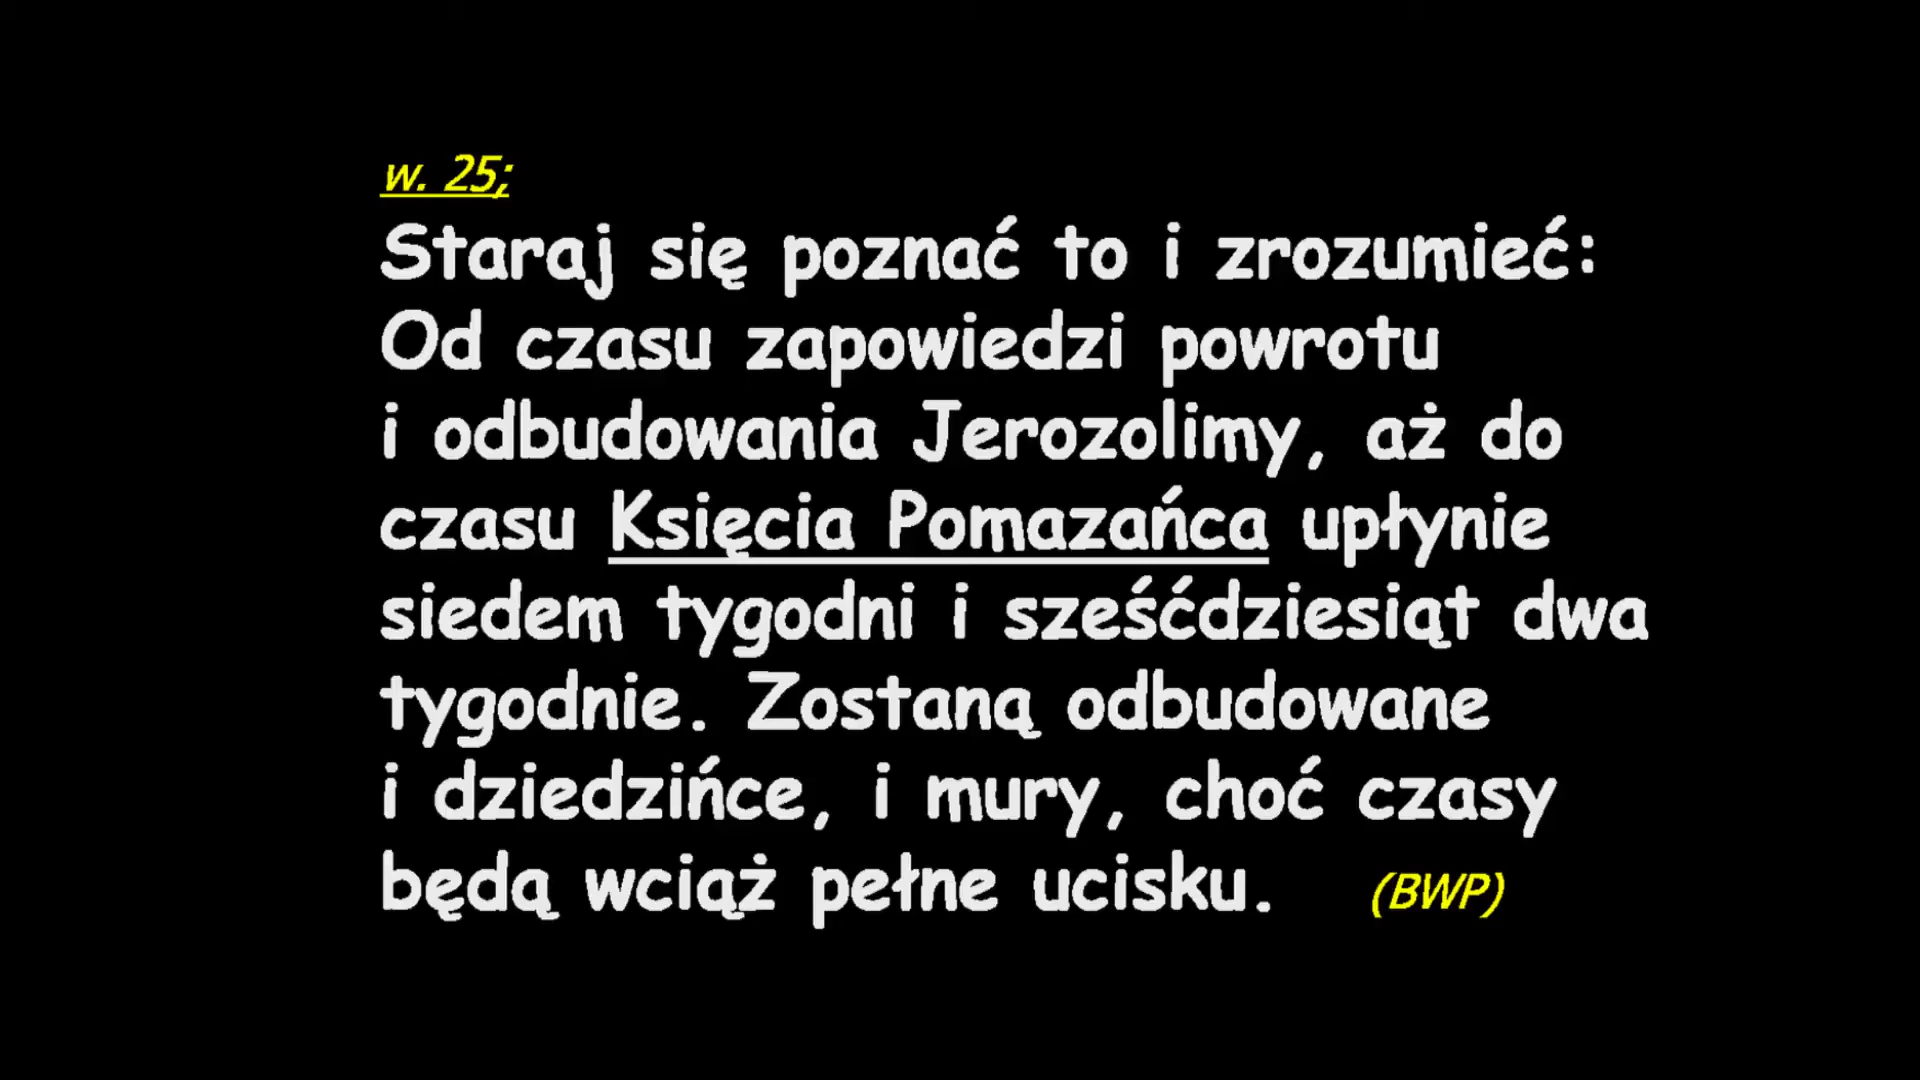 w. 25;
Staraj się poznać to i zrozumieć:
Od czasu zapowiedzi powrotu
i odbudowania Jerozolimy, aż do
czasu Księcia Pomazańca upłynie
siedem tygodni i sześćdziesiąt dwa
tygodnie. Zostaną odbudowane
i dziedzińce, i mury, choć czasy
będą wciąż pełne ucisku. (BWP)